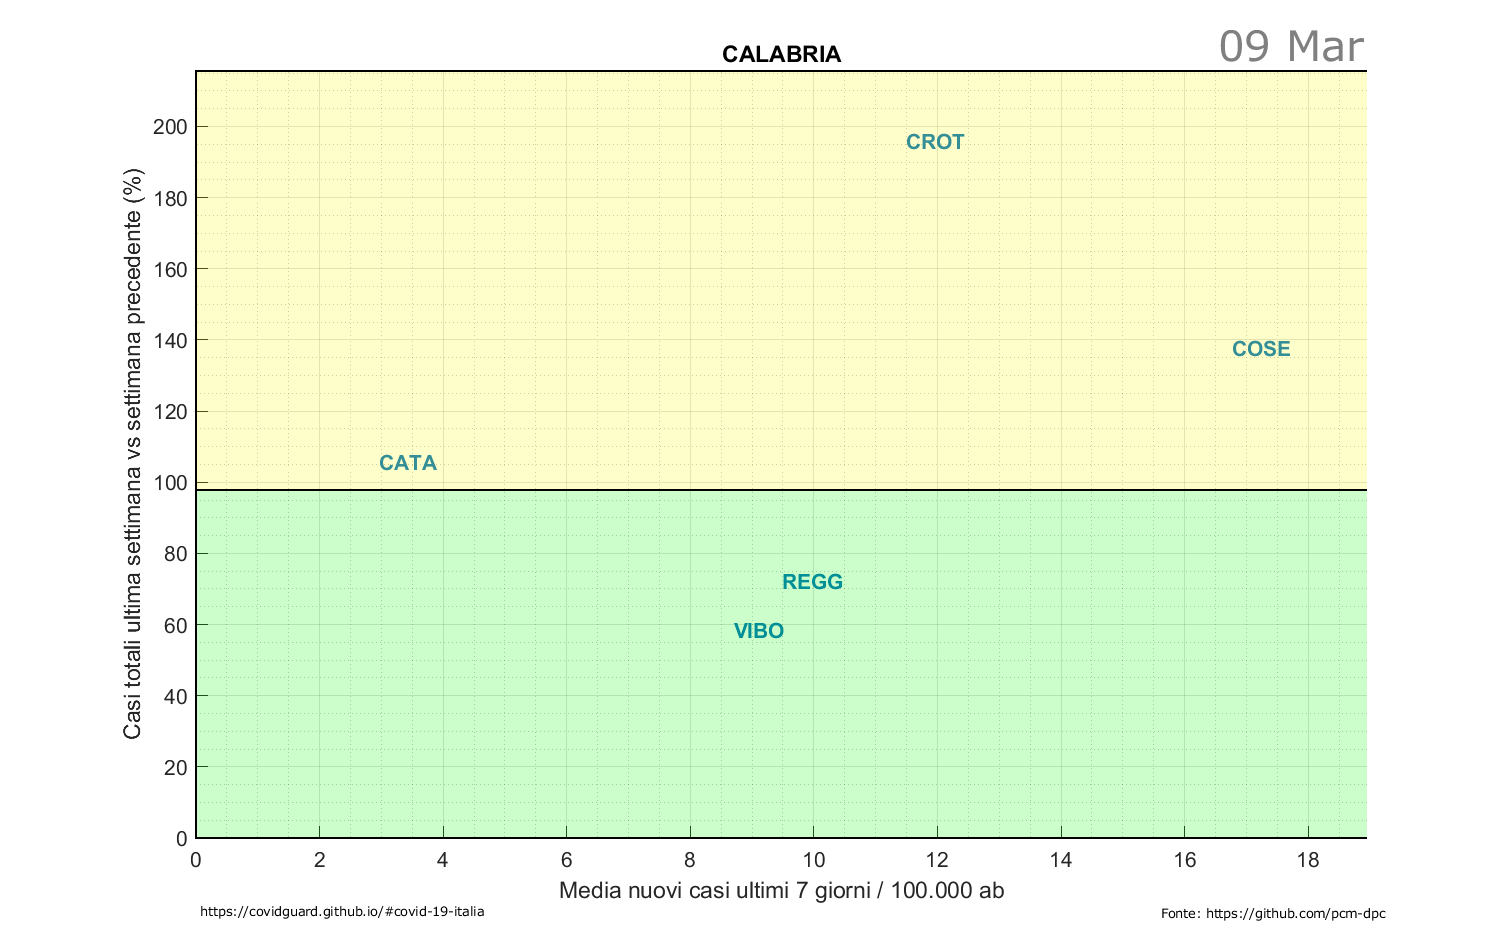 09 Mar
CALABRIA
Casi totali ultima settimana vs settimana precedente (%)
200
180
160
140
120
100
80
60
40
20
0
CROT
COSE
CATA
REGG
VIBO
0 2 4 6 8 10 12 14 16 18
Media nuovi casi ultimi 7 giorni / 100.000 ab
https://covidguard.github.io/#covid-19-italia
Fonte: https://github.com/pcm-dpc